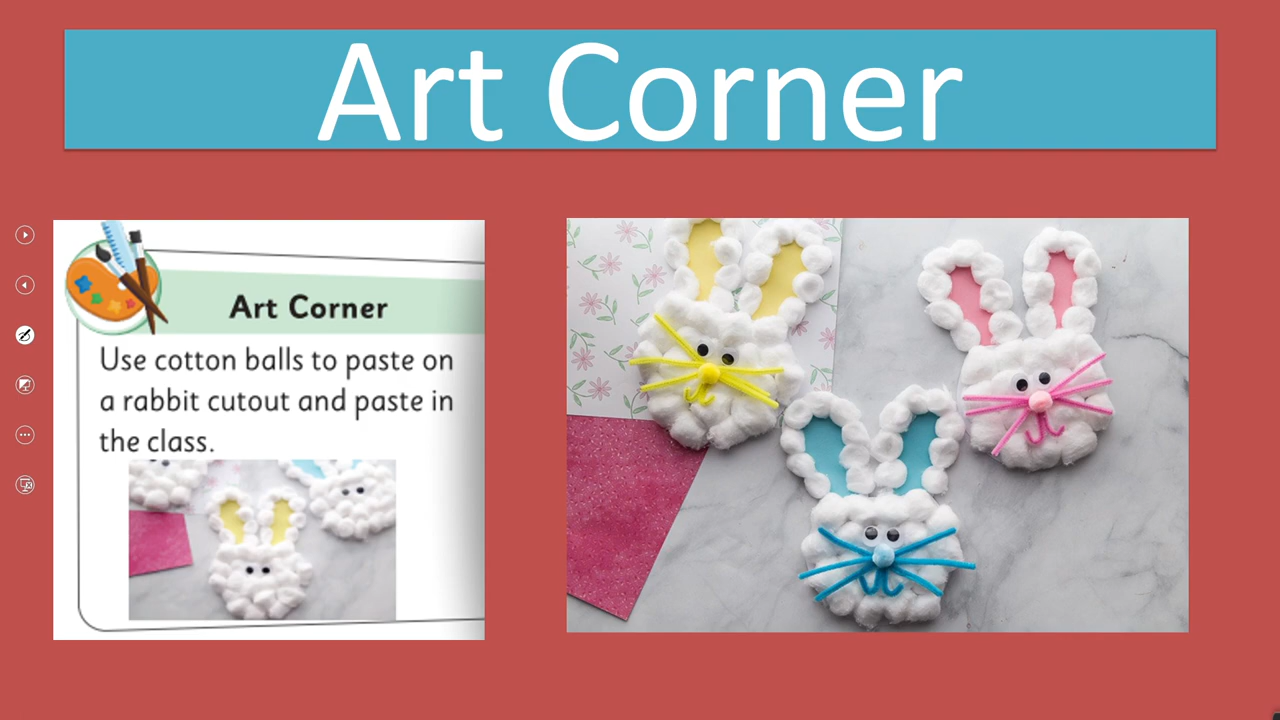 Art Corner
Art Corner
Use cotton balls to paste on
a rabbit cutout and paste in
the class.